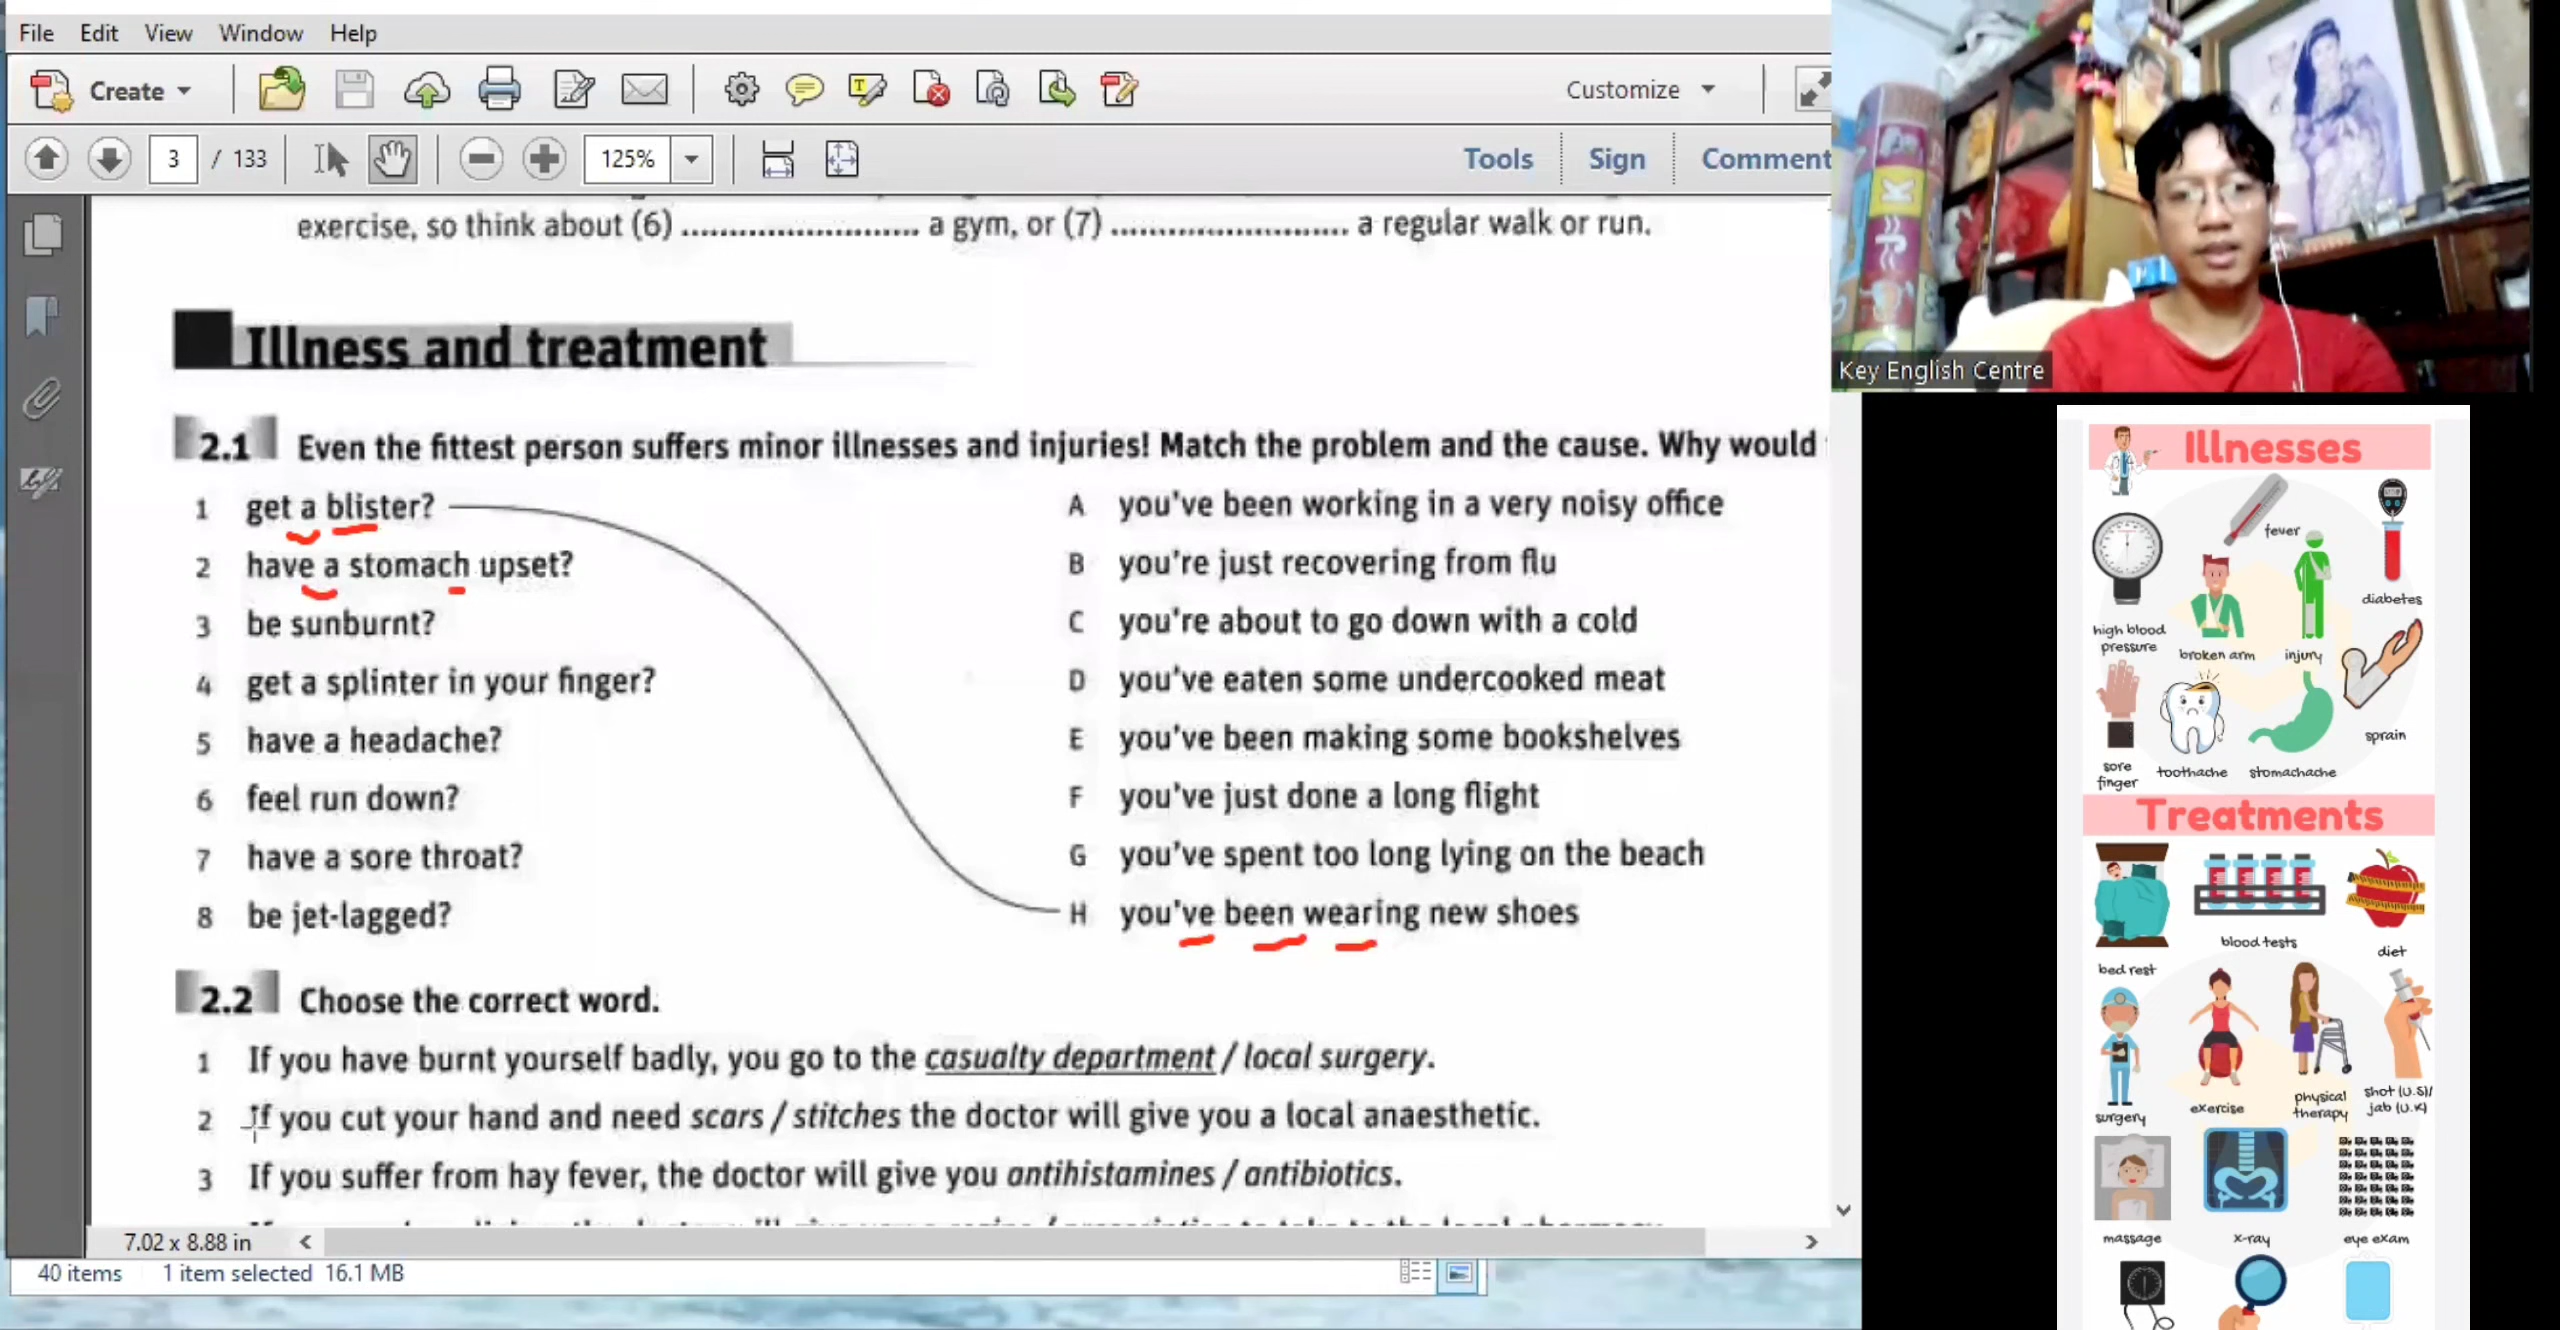 File Edit View Window Help
Create
Customize
3 / 133
125%
Tools Sign Comment
exercise, so think about (6) ........................ a gym, or (7) ........................ a regular walk or run.
Illness and treatment
2.1 Even the fittest person suffers minor illnesses and injuries! Match the problem and the cause. Why would
1 get a blister?
2 have a stomach upset?
3 be sunburnt?
4 get a splinter in your finger?
5 have a headache?
6 feel run down?
7 have a sore throat?
8 be jet-lagged?
A you've been working in a very noisy office
B you're just recovering from flu
C you're about to go down with a cold
D you've eaten some undercooked meat
E you've been making some bookshelves
F you've just done a long flight
G you've spent too long lying on the beach
H you've been wearing new shoes
2.2 Choose the correct word.
1 If you have burnt yourself badly, you go to the casualty department / local surgery.
2 If you cut your hand and need scars / stitches the doctor will give you a local anaesthetic.
3 If you suffer from hay fever, the doctor will give you antihistamines / antibiotics.
7.02 x 8.88 in
40 items 1 item selected 16.1 MB
Key English Centre
Illnesses
fever
diabetes
high blood
pressure
broken arm
injury
sprain
sore
finger
toothache
stomachache
Treatments
bed rest
blood tests
diet
surgery
exercise
physical
therapy
shot (U.S)/
jab (U.K)
massage
x-ray
eye exam